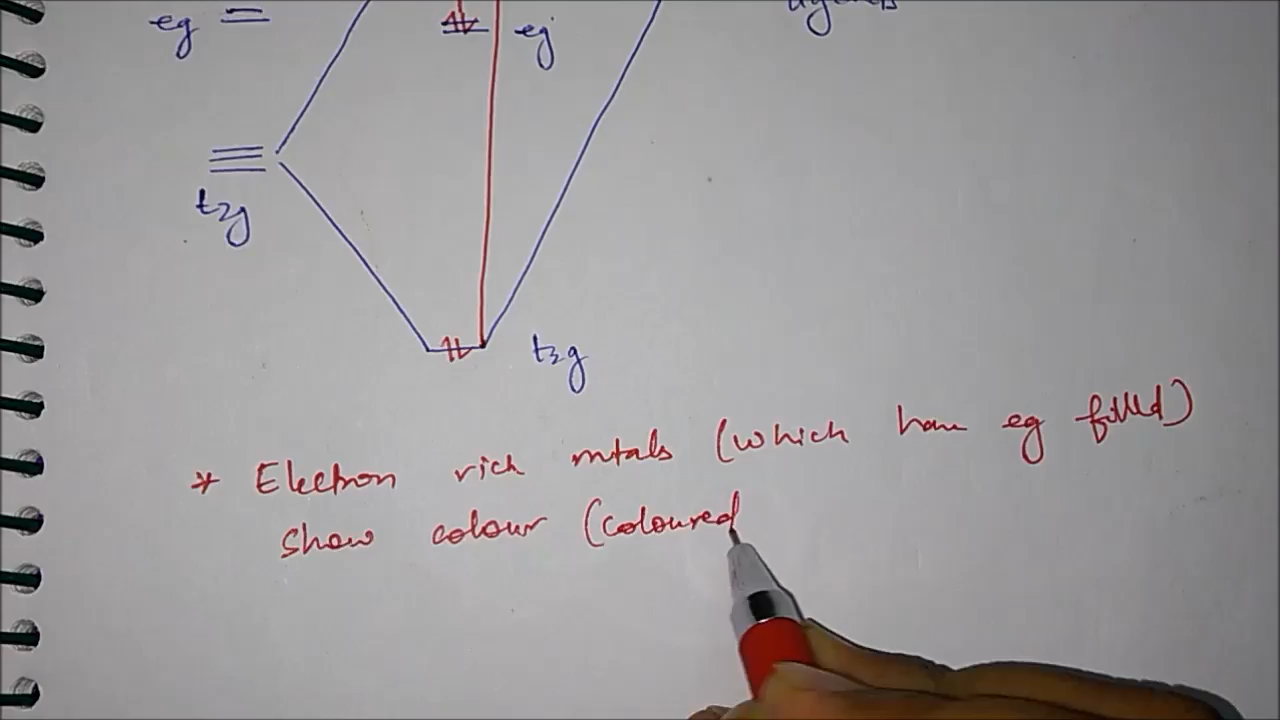 eg
eg
t2g
t2g
* Electron rich metals (which have eg filled)
show colour (coloured